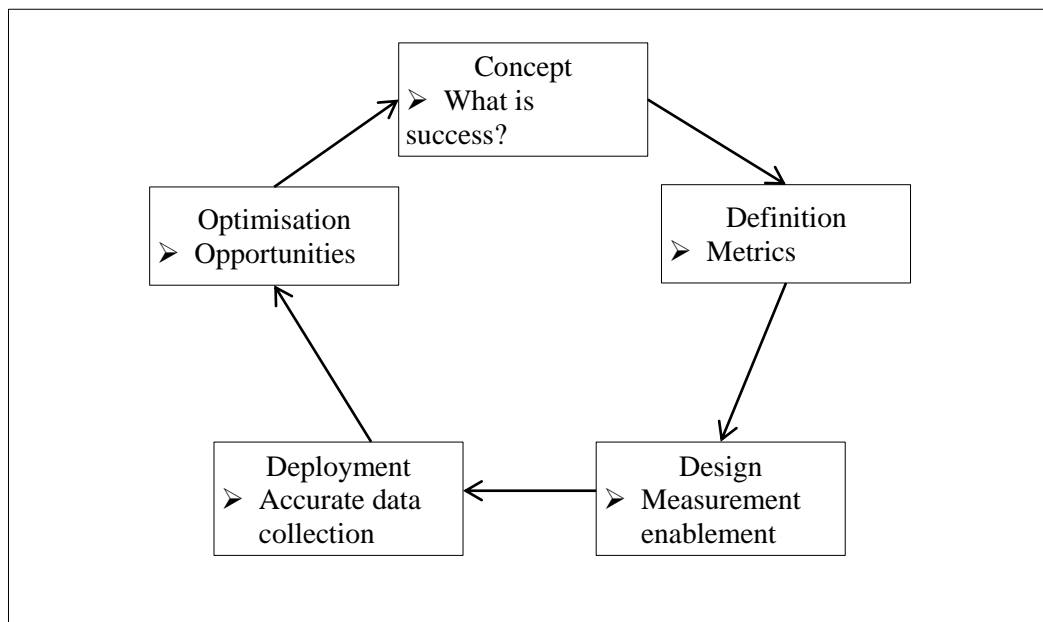 Concept
➢ What is
success?
Optimisation
➢ Opportunities
Definition
➢ Metrics
Deployment
➢ Accurate data
collection
Design
➢ Measurement
enablement